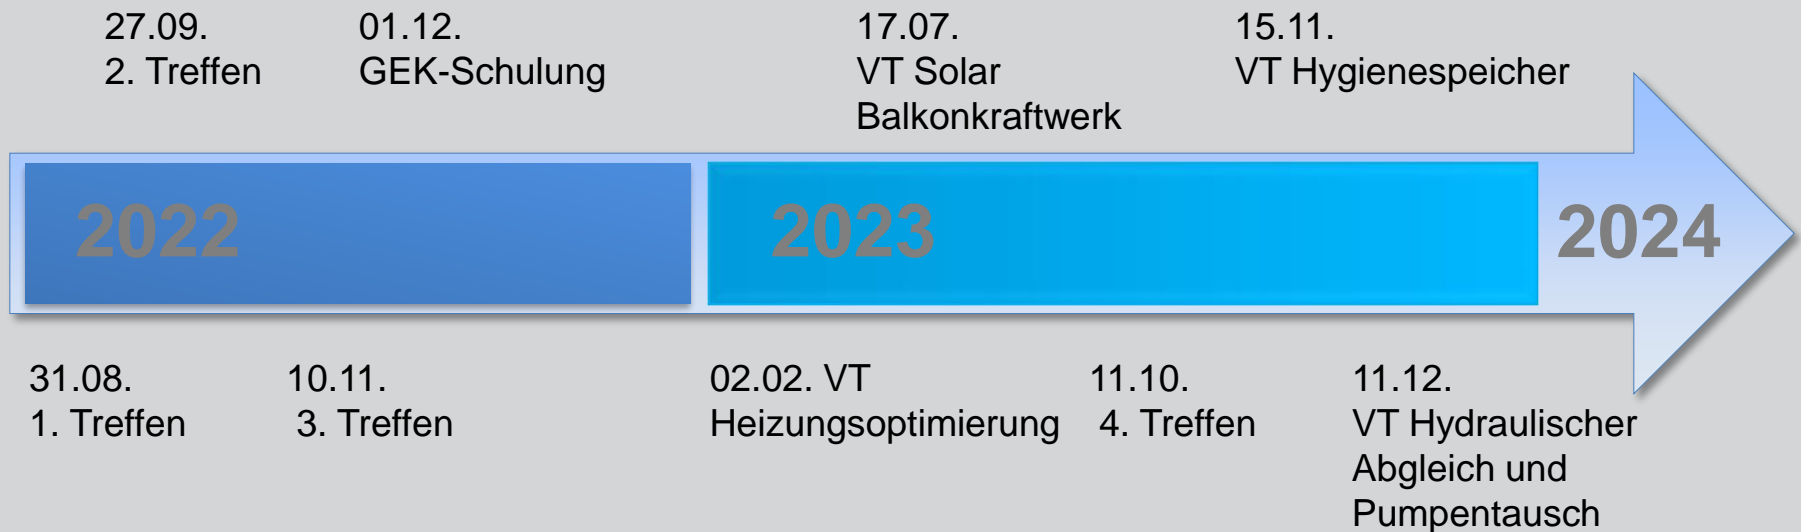 27.09.
2. Treffen
01.12.
GEK-Schulung
17.07.
VT Solar
Balkonkraftwerk
15.11.
VT Hygienespeicher
2022
2023
2024
31.08.
1. Treffen
10.11.
3. Treffen
02.02. VT
Heizungsoptimierung
11.10.
4. Treffen
11.12.
VT Hydraulischer
Abgleich und
Pumpentausch